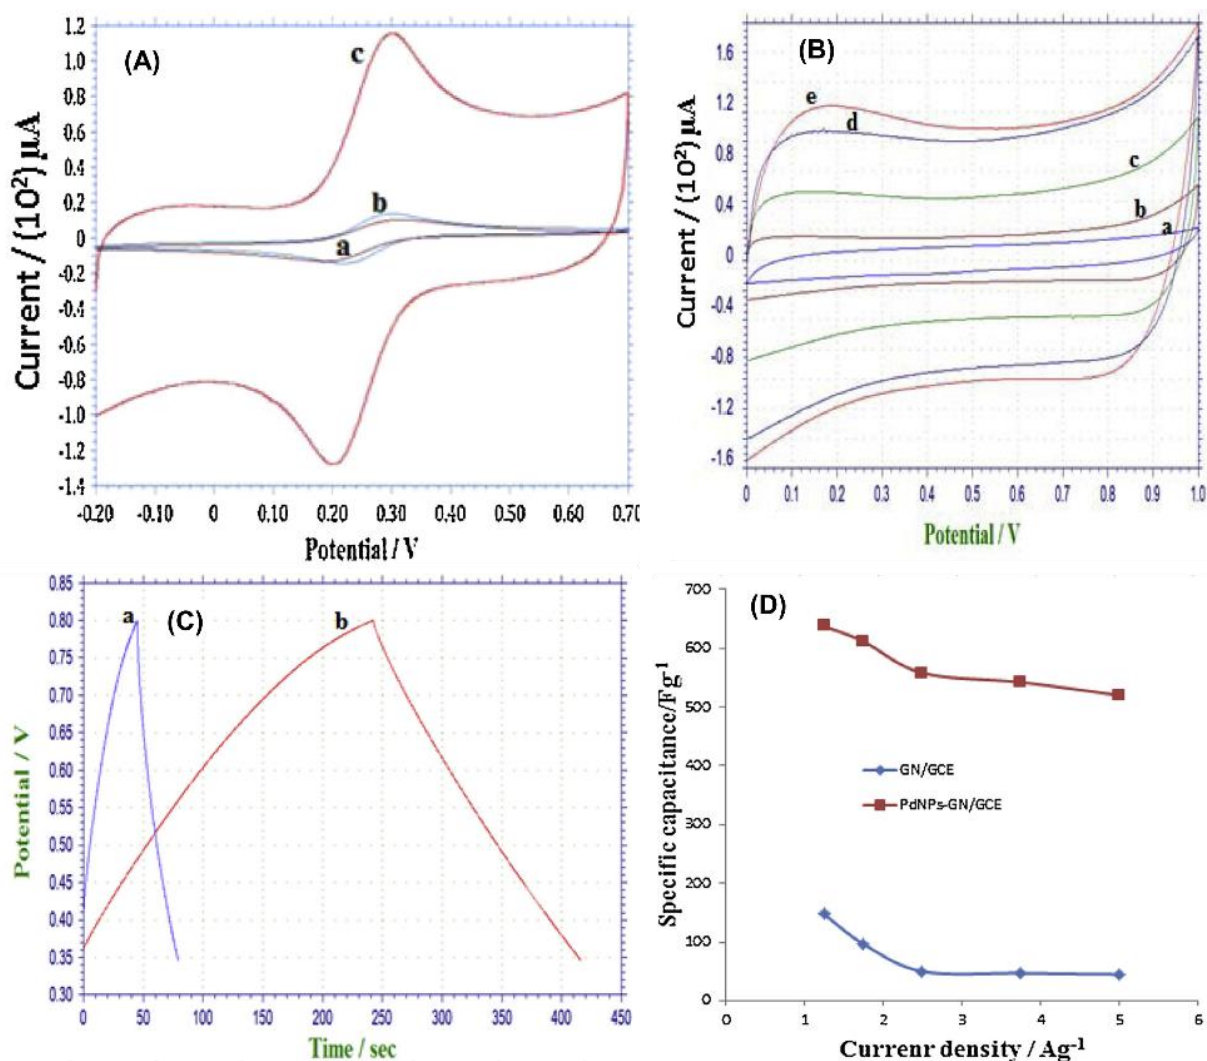 (A)
c
b
a
1.2
1.0
0.8
0.6
0.4
0.2
0
-0.2
-0.4
-0.6
-0.8
-1.0
-1.2
-1.4
Current / (10²) µA
-0.20 -0.10 0 0.10 0.20 0.30 0.40 0.50 0.60 0.70
Potential / V
(B)
e
d
c
b
a
1.6
1.2
0.8
0.4
0
-0.4
-0.8
-1.2
-1.6
Current / (10²) µA
0 0.1 0.2 0.3 0.4 0.5 0.6 0.7 0.8 0.9 1.0
Potential / V
(C)
a
b
0.85
0.80
0.75
0.70
0.65
0.60
0.55
0.50
0.45
0.40
0.35
0.30
Potential / V
0 50 100 150 200 250 300 350 400 450
Time / sec
(D)
700
600
500
400
300
200
100
0
Specific capacitance/Fg⁻¹
GN/GCE
PdNPs-GN/GCE
0 1 2 3 4 5 6
Currenr density / Ag⁻¹